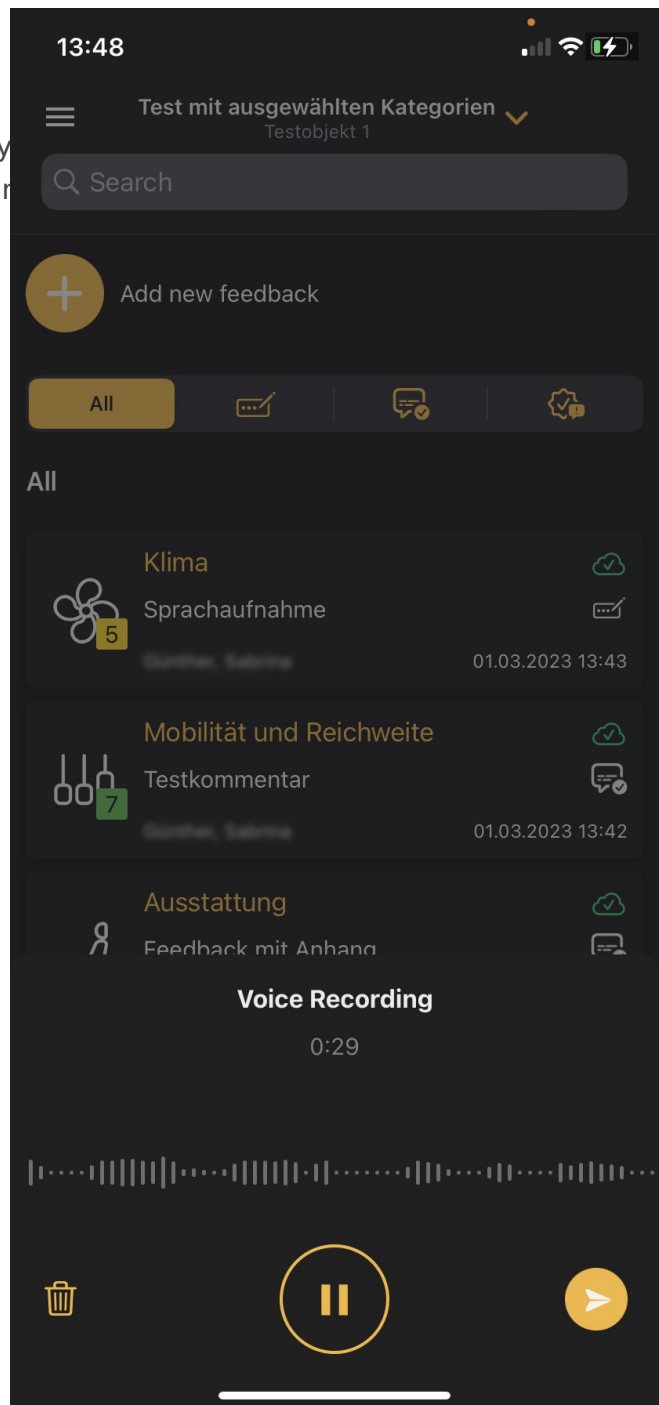 13:48
Test mit ausgewählten Kategorien
Testobjekt 1
y
Search
Add new feedback
All
All
Klima
Sprachaufnahme
5
01.03.2023 13:43
Mobilität und Reichweite
Testkommentar
7
01.03.2023 13:42
Ausstattung
Feedback mit Anhang
Voice Recording
0:29